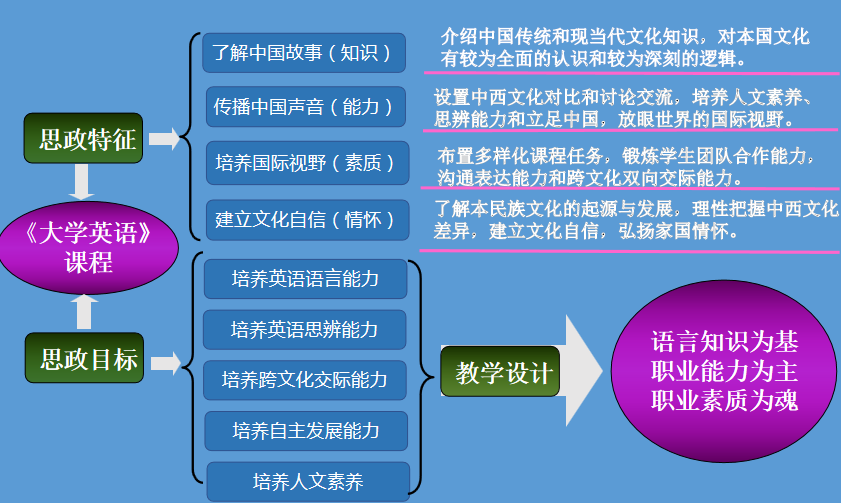 思政特征
《大学英语》
课程
思政目标
了解中国故事（知识）
介绍中国传统和现当代文化知识，对本国文化
有较为全面的认识和较为深刻的逻辑。
传播中国声音（能力）
设置中西文化对比和讨论交流，培养人文素养、
思辨能力和立足中国，放眼世界的国际视野。
培养国际视野（素质）
布置多样化课程任务，锻炼学生团队合作能力，
沟通表达能力和跨文化双向交际能力。
建立文化自信（情怀）
了解本民族文化的起源与发展，理性把握中西文化
差异，建立文化自信，弘扬家国情怀。
培养英语语言能力
培养英语思辨能力
培养跨文化交际能力
培养自主发展能力
培养人文素养
教学设计
语言知识为基
职业能力为主
职业素质为魂